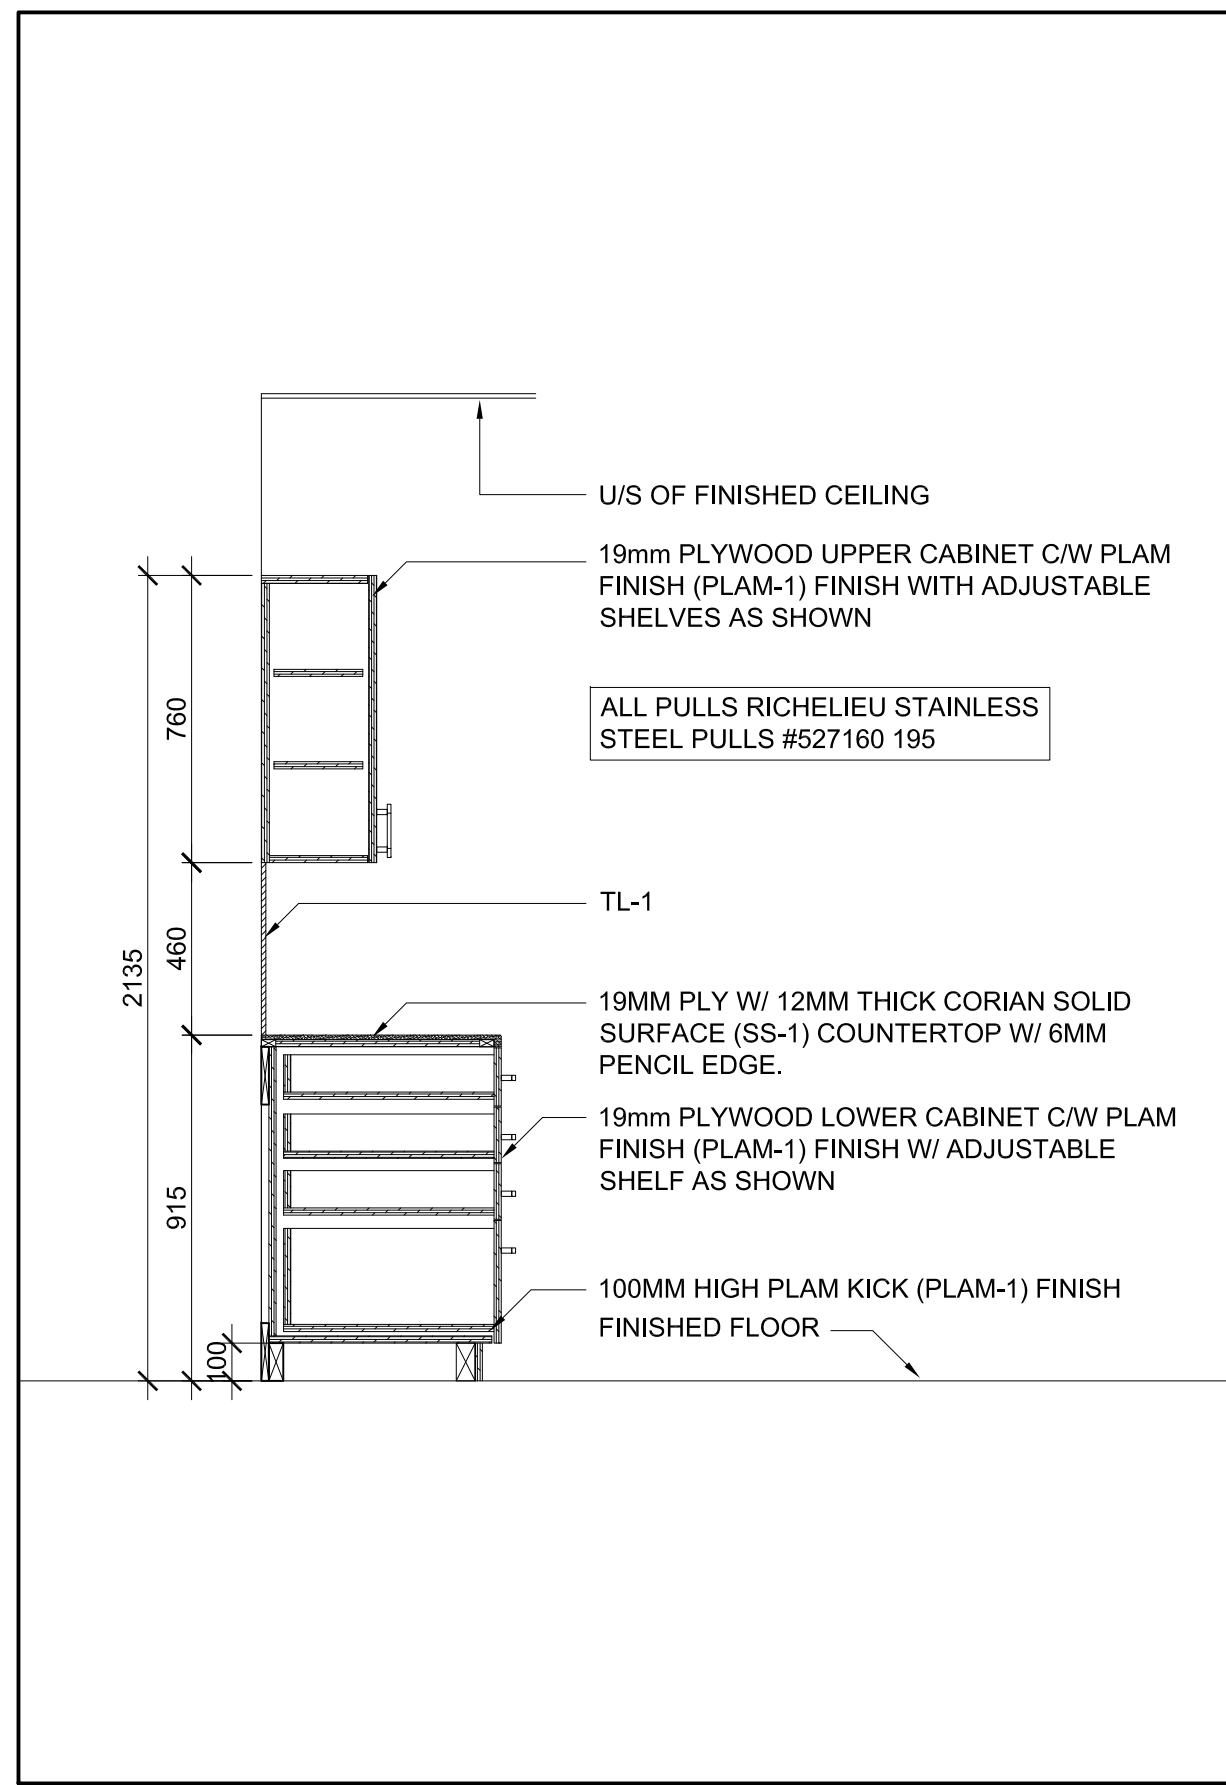 U/S OF FINISHED CEILING
19mm PLYWOOD UPPER CABINET C/W PLAM
FINISH (PLAM-1) FINISH WITH ADJUSTABLE
SHELVES AS SHOWN
ALL PULLS RICHELIEU STAINLESS
STEEL PULLS #527160 195
760
TL-1
460
2135
19MM PLY W/ 12MM THICK CORIAN SOLID
SURFACE (SS-1) COUNTERTOP W/ 6MM
PENCIL EDGE.
19mm PLYWOOD LOWER CABINET C/W PLAM
FINISH (PLAM-1) FINISH W/ ADJUSTABLE
SHELF AS SHOWN
915
100MM HIGH PLAM KICK (PLAM-1) FINISH
FINISHED FLOOR
100